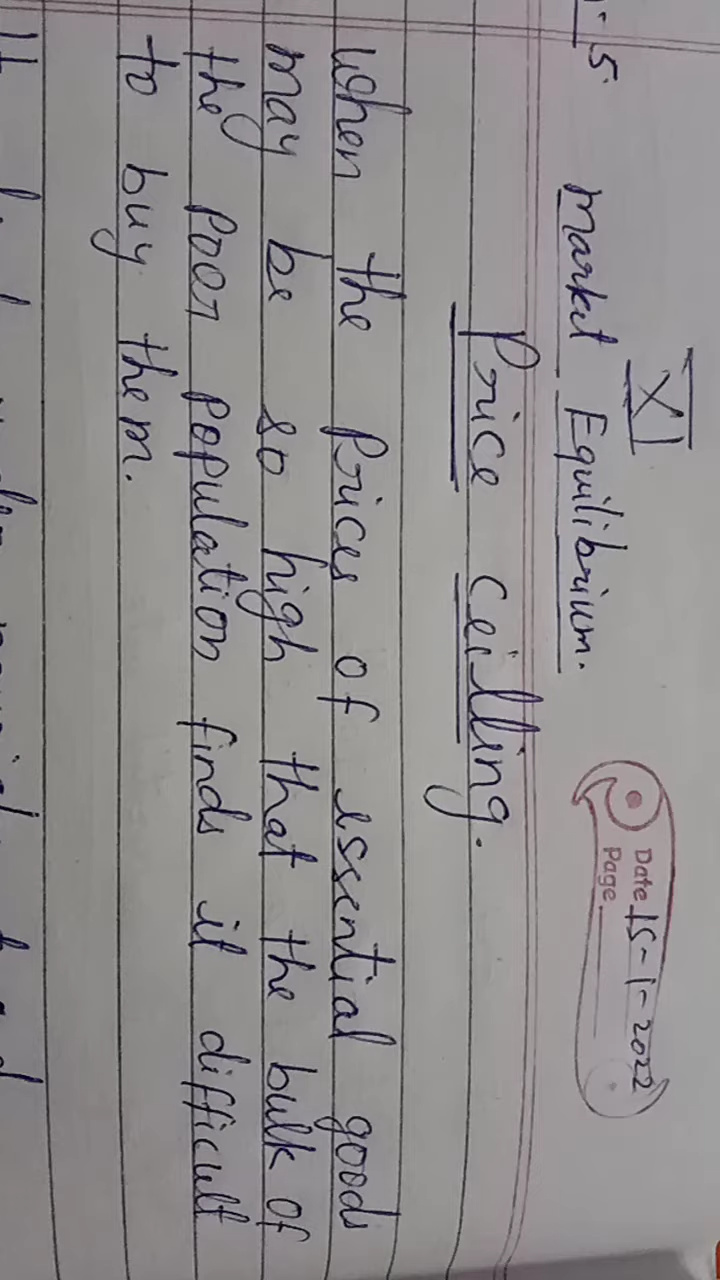 XI
5. Market Equilibrium.
Date 15-1-2022
Page
Price Ceilling.
When the Prices of essential goods
may be so high that the bulk of
the Poor Population finds it difficult
to buy them.